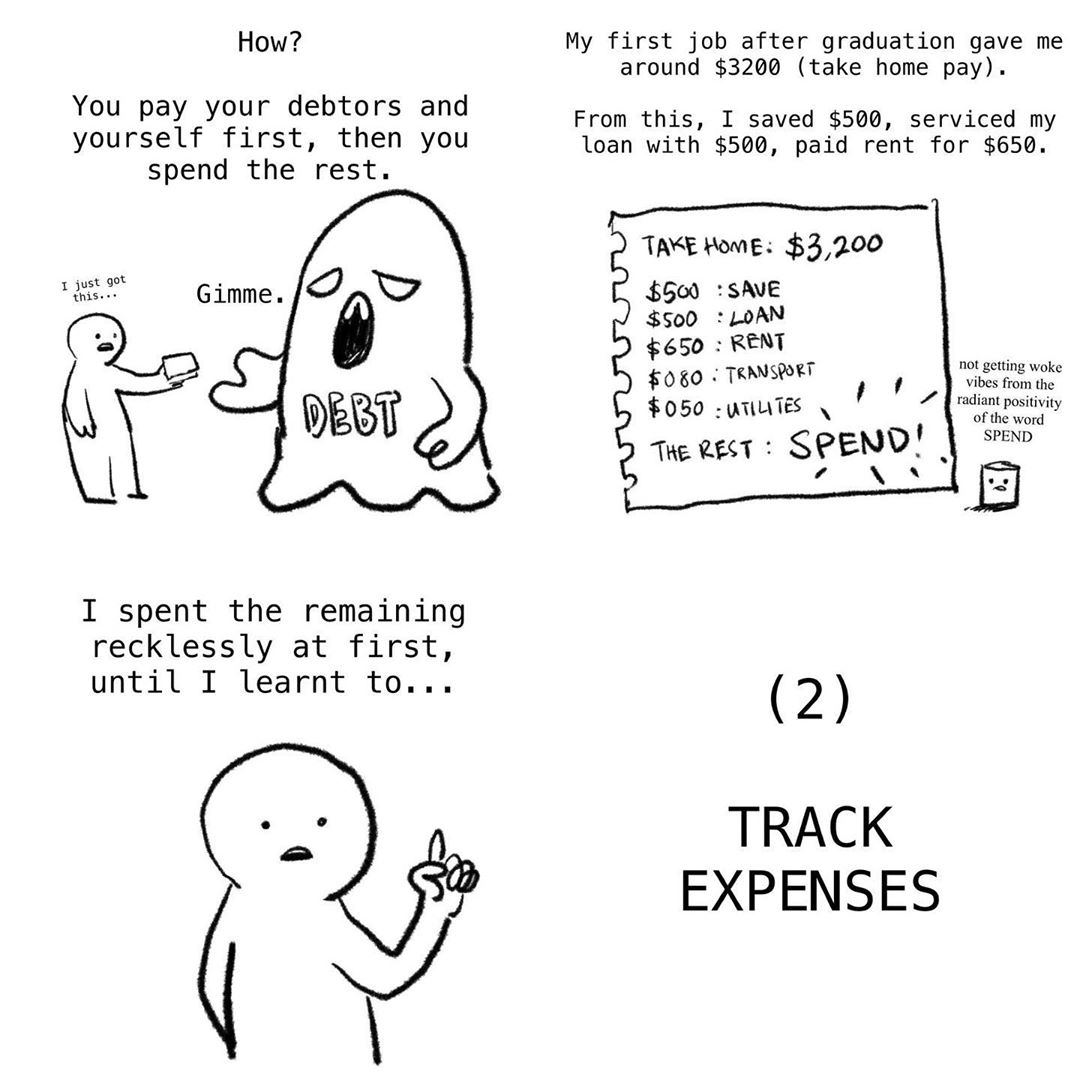 How?
You pay your debtors and
yourself first, then you
spend the rest.
I just got
this...
Gimme.
DEBT
My first job after graduation gave me
around $3200 (take home pay).
From this, I saved $500, serviced my
loan with $500, paid rent for $650.
TAKE HOME: $3,200
$500 : SAVE
$500 : LOAN
$650 : RENT
$080 : TRANSPORT
$050 : UTILITES
THE REST : SPEND!
not getting woke
vibes from the
radiant positivity
of the word
SPEND
I spent the remaining
recklessly at first,
until I learnt to...
(2)
TRACK
EXPENSES